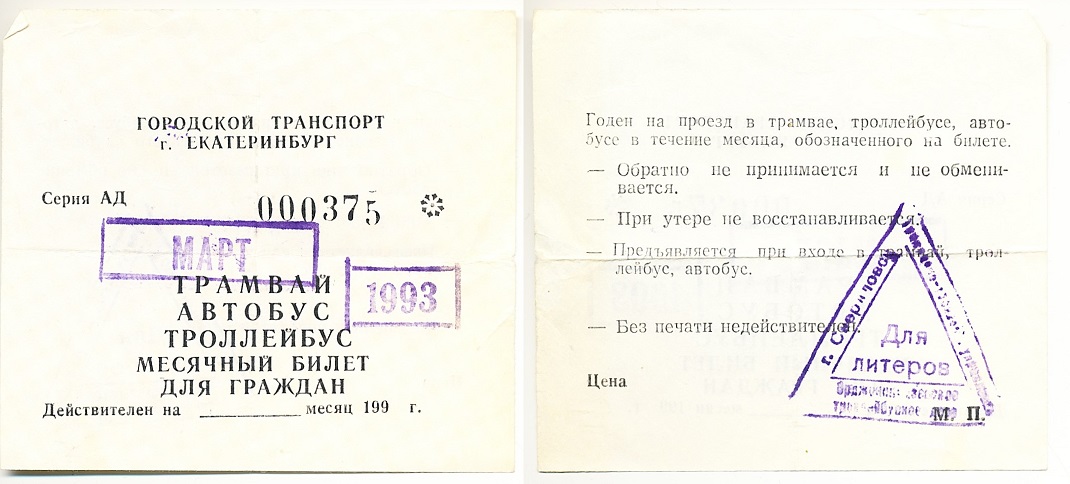 ГОРОДСКОЙ ТРАНСПОРТ
г. ЕКАТЕРИНБУРГ
Серия АД 000375
МАРТ
1993
ТРАМВАЙ
АВТОБУС
ТРОЛЛЕЙБУС
МЕСЯЧНЫЙ БИЛЕТ
ДЛЯ ГРАЖДАН
Действителен на ____________ месяц 199 г.
Годен на проезд в трамвае, троллейбусе, авто-
бусе в течение месяца, обозначенного на билете.
— Обратно не принимается и не обмени-
вается.
— При утере не восстанавливается.
— Предъявляется при входе в трамвай, трол-
лейбус, автобус.
— Без печати недействителен.
Цена
г. Свердловск
Для
литеров
М. П.